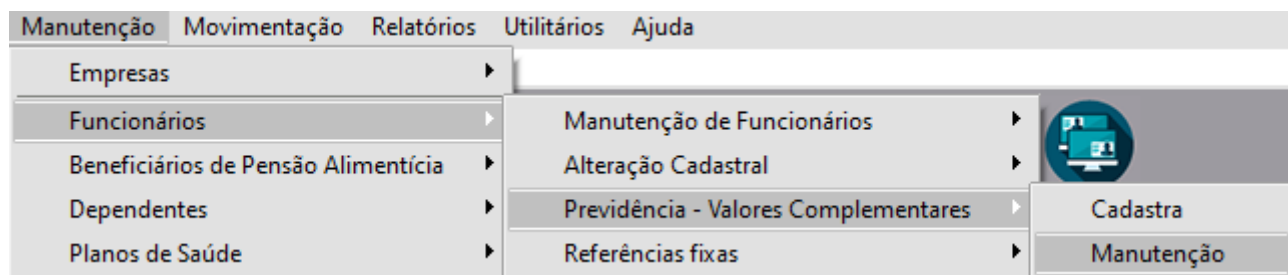 Manutenção Movimentação Relatórios Utilitários Ajuda
Empresas
Funcionários
Beneficiários de Pensão Alimentícia
Dependentes
Planos de Saúde
Manutenção de Funcionários
Alteração Cadastral
Previdência - Valores Complementares
Referências fixas
Cadastra
Manutenção